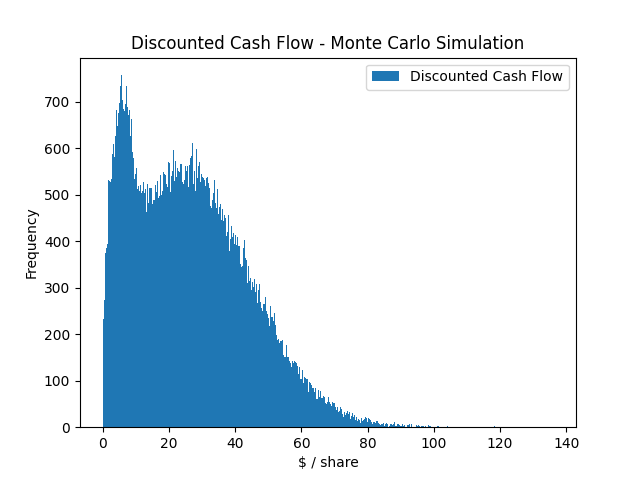 Discounted Cash Flow - Monte Carlo Simulation
Discounted Cash Flow
700
600
500
400
300
200
100
0
Frequency
0 20 40 60 80 100 120 140
$ / share